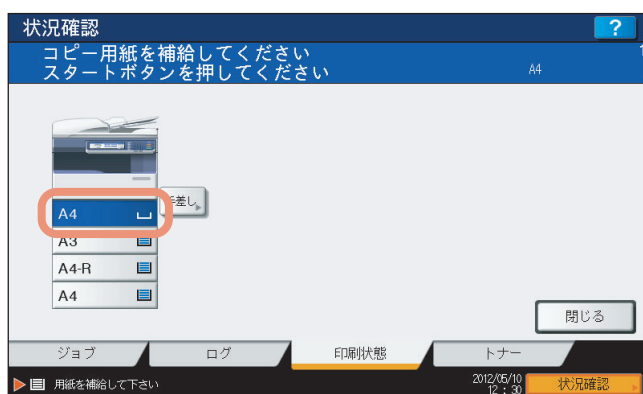 状況確認
?
コピー用紙を補給してください
スタートボタンを押してください
A4
手差し
A4
A3
A4-R
A4
閉じる
ジョブ
ログ
印刷状態
トナー
用紙を補給して下さい
2012/05/10
12:30
状況確認